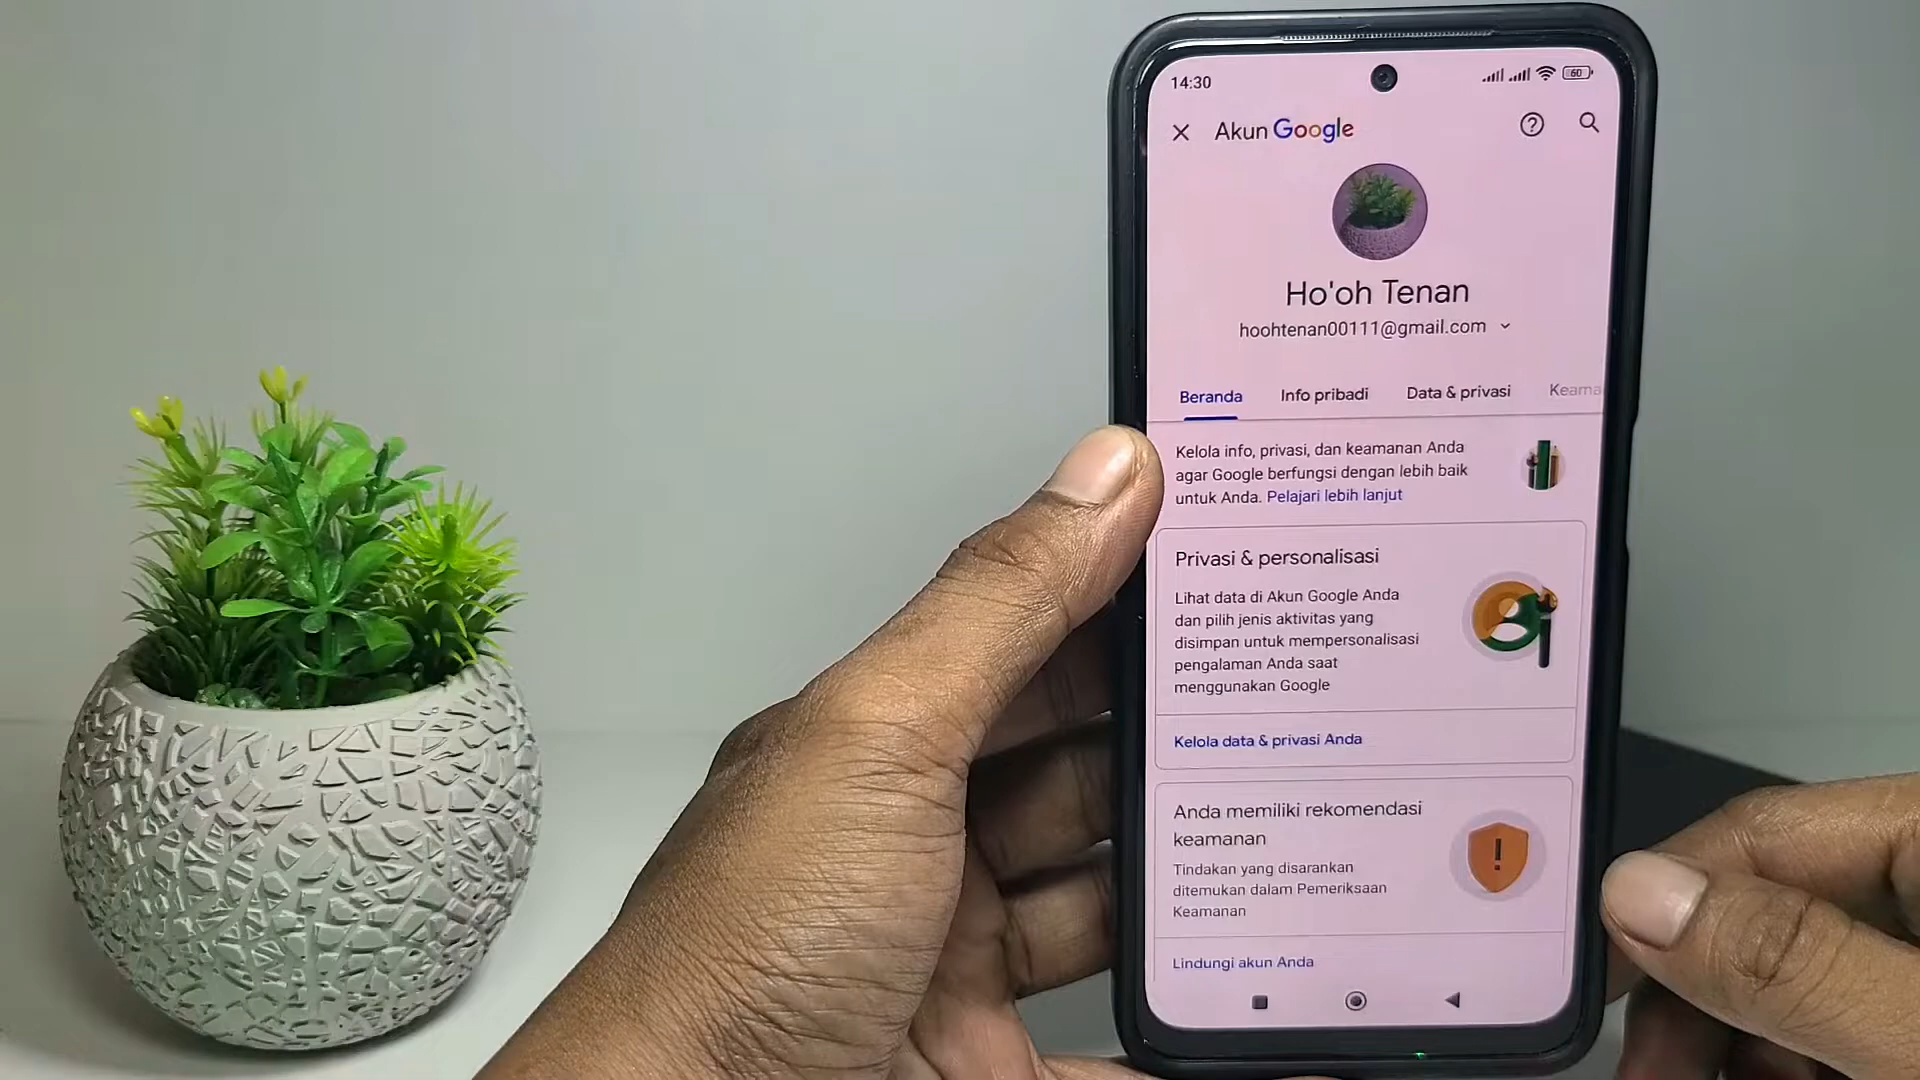 14:30
60
Akun Google
Ho'oh Tenan
hoohtenan00111@gmail.com
Beranda
Info pribadi
Data & privasi
Keama
Kelola info, privasi, dan keamanan Anda
agar Google berfungsi dengan lebih baik
untuk Anda. Pelajari lebih lanjut
Privasi & personalisasi
Lihat data di Akun Google Anda
dan pilih jenis aktivitas yang
disimpan untuk mempersonalisasi
pengalaman Anda saat
menggunakan Google
Kelola data & privasi Anda
Anda memiliki rekomendasi
keamanan
Tindakan yang disarankan
ditemukan dalam Pemeriksaan
Keamanan
Lindungi akun Anda